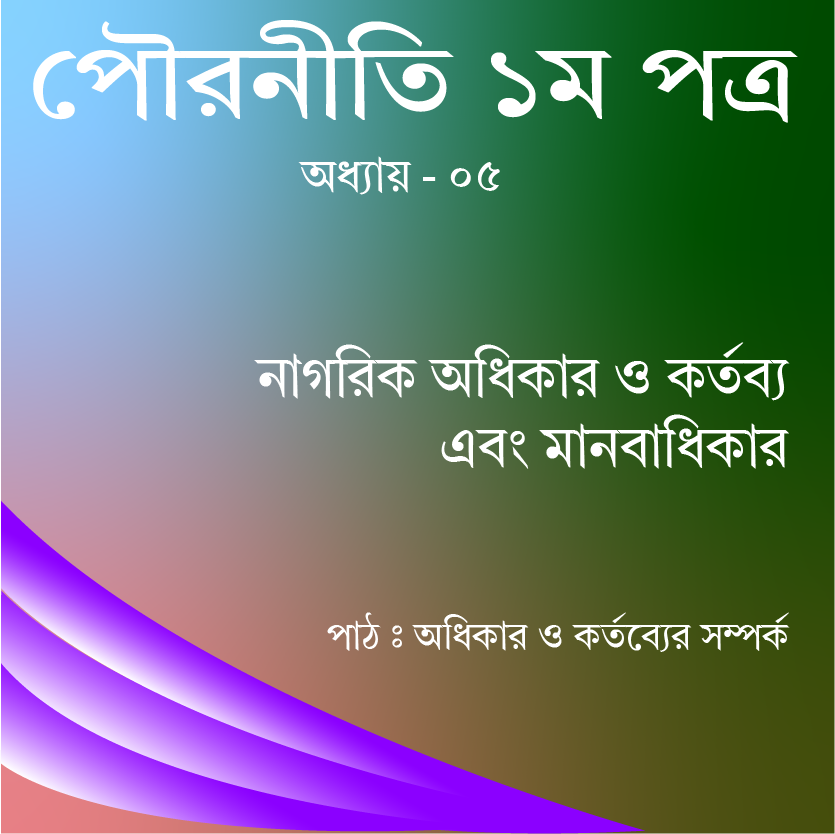 পৌরনীতি ১ম পত্র
অধ্যায় - ০৫
নাগরিক অধিকার ও কর্তব্য
এবং মানবাধিকার
পাঠ ঃ অধিকার ও কর্তব্যের সম্পর্ক